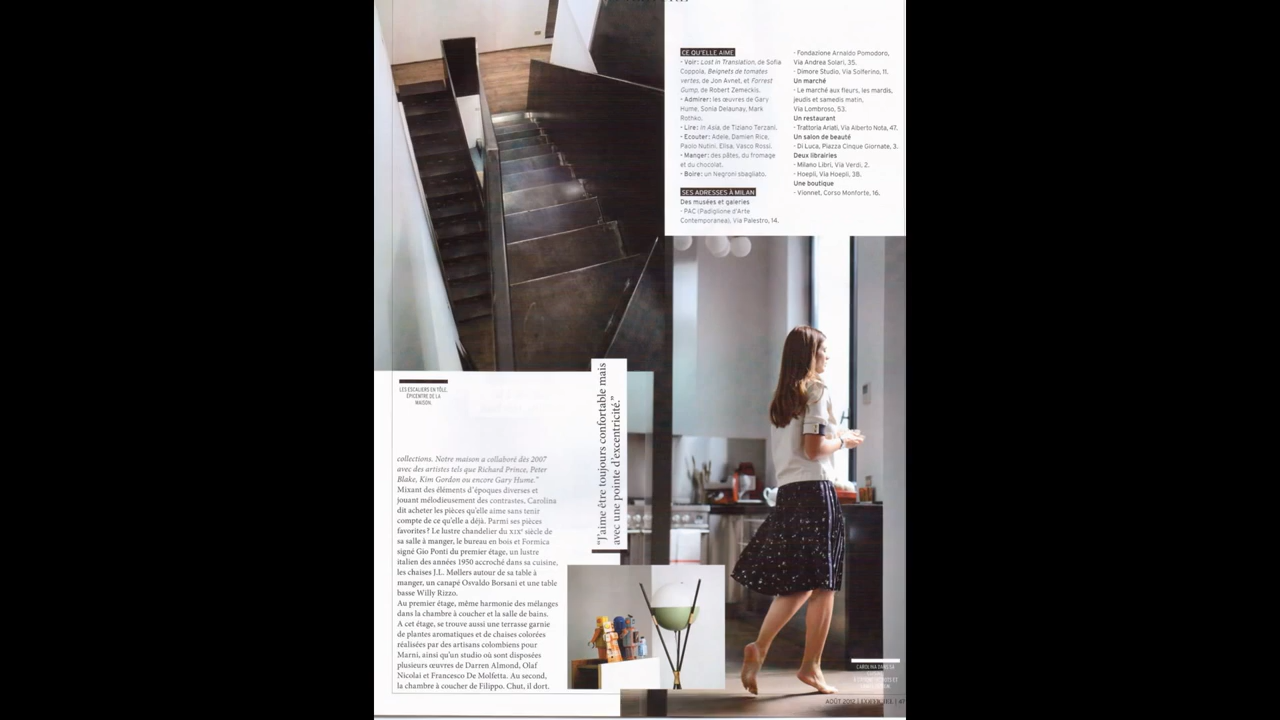 CE QU'ELLE AIME
- Voir : Lost in Translation, de Sofia
Coppola, Beignets de tomates
vertes, de Jon Avnet, et Forrest
Gump, de Robert Zemeckis.
- Admirer : les œuvres de Gary
Hume, Sonia Delaunay, Mark
Rothko.
- Lire : In Asia, de Tiziano Terzani.
- Ecouter : Adele, Damien Rice,
Paolo Nutini, Elisa, Vasco Rossi.
- Manger : des pâtes, du fromage
et du chocolat.
- Boire : un Negroni sbagliato.
SES ADRESSES À MILAN
Des musées et galeries
- PAC (Padiglione d'Arte
Contemporanea), Via Palestro, 14.
- Fondazione Arnaldo Pomodoro,
Via Andrea Solari, 35.
- Dimore Studio, Via Solferino, 11.
Un marché
- Le marché aux fleurs, les mardis,
jeudis et samedis matin,
Via Lombroso, 53.
Un restaurant
- Trattoria Arlati, Via Alberto Nota, 47.
Un salon de beauté
- Di Luca, Piazza Cinque Giornate, 3.
Deux librairies
- Milano Libri, Via Verdi, 2.
- Hoepli, Via Hoepli, 3B.
Une boutique
- Vionnet, Corso Monforte, 16.
LES ESCALIERS EN TÔLE,
ÉPICENTRE DE LA
MAISON.
"J'aime être toujours confortable mais
avec une pointe d'excentricité."
collections. Notre maison a collaboré dès 2007
avec des artistes tels que Richard Prince, Peter
Blake, Kim Gordon ou encore Gary Hume."
Mixant des éléments d'époques diverses et
jouant mélodieusement des contrastes, Carolina
dit acheter les pièces qu'elle aime sans tenir
compte de ce qu'elle a déjà. Parmi ses pièces
favorites ? Le lustre chandelier du XIXe siècle de
sa salle à manger, le bureau en bois et Formica
signé Gio Ponti du premier étage, un lustre
italien des années 1950 accroché dans sa cuisine,
les chaises J.L. Møllers autour de sa table à
manger, un canapé Osvaldo Borsani et une table
basse Willy Rizzo.
Au premier étage, même harmonie des mélanges
dans la chambre à coucher et la salle de bains.
A cet étage, se trouve aussi une terrasse garnie
de plantes aromatiques et de chaises colorées
réalisées par des artisans colombiens pour
Marni, ainsi qu'un studio où sont disposées
plusieurs œuvres de Darren Almond, Olaf
Nicolai et Francesco De Molfetta. Au second,
la chambre à coucher de Filippo. Chut, il dort.
CAROLINA DANS SA
AOÛT 2012 | | 47